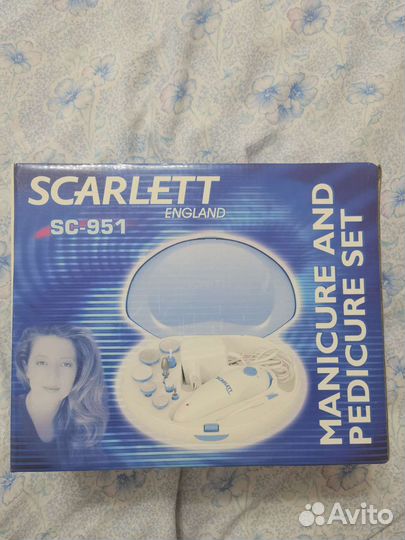 SCARLETT
ENGLAND
SC-951
MANICURE AND
PEDICURE SET
SCARLETT
Avito